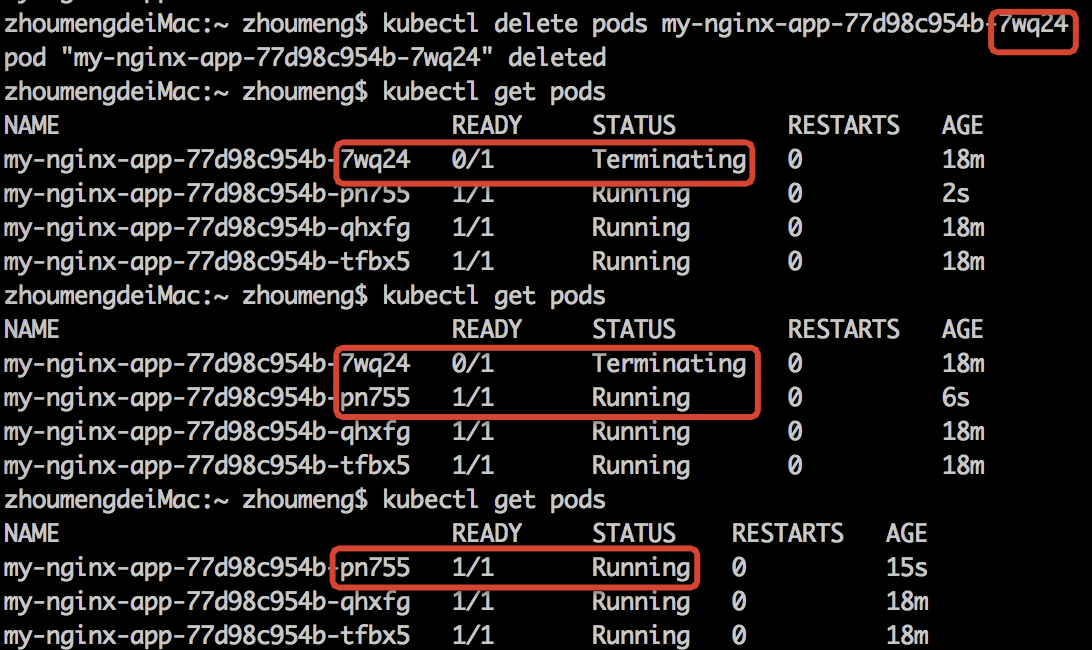 zhoumengdeiMac:~ zhoumeng$ kubectl delete pods my-nginx-app-77d98c954b-7wq24
pod "my-nginx-app-77d98c954b-7wq24" deleted
zhoumengdeiMac:~ zhoumeng$ kubectl get pods
NAME READY STATUS RESTARTS AGE
my-nginx-app-77d98c954b-7wq24 0/1 Terminating 0 18m
my-nginx-app-77d98c954b-pn755 1/1 Running 0 2s
my-nginx-app-77d98c954b-qhxfg 1/1 Running 0 18m
my-nginx-app-77d98c954b-tfbx5 1/1 Running 0 18m
zhoumengdeiMac:~ zhoumeng$ kubectl get pods
NAME READY STATUS RESTARTS AGE
my-nginx-app-77d98c954b-7wq24 0/1 Terminating 0 18m
my-nginx-app-77d98c954b-pn755 1/1 Running 0 6s
my-nginx-app-77d98c954b-qhxfg 1/1 Running 0 18m
my-nginx-app-77d98c954b-tfbx5 1/1 Running 0 18m
zhoumengdeiMac:~ zhoumeng$ kubectl get pods
NAME READY STATUS RESTARTS AGE
my-nginx-app-77d98c954b-pn755 1/1 Running 0 15s
my-nginx-app-77d98c954b-qhxfg 1/1 Running 0 18m
my-nginx-app-77d98c954b-tfbx5 1/1 Running 0 18m